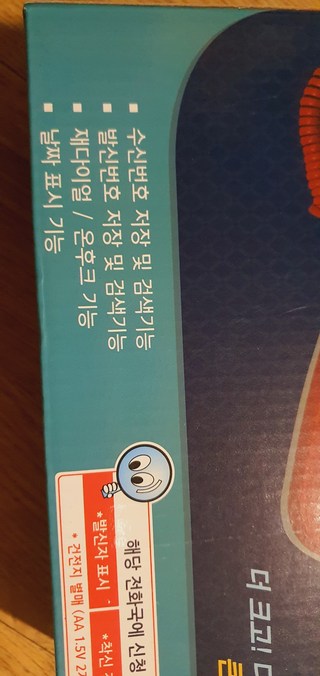 수신번호 저장 및 검색기능
발신번호 저장 및 검색기능
재다이얼 / 온후크 기능
날짜 표시 기능
해당 전화국에 신청
*발신자 표시
*착신
* 건전지 별매 (AA 1.5V
더 크고!